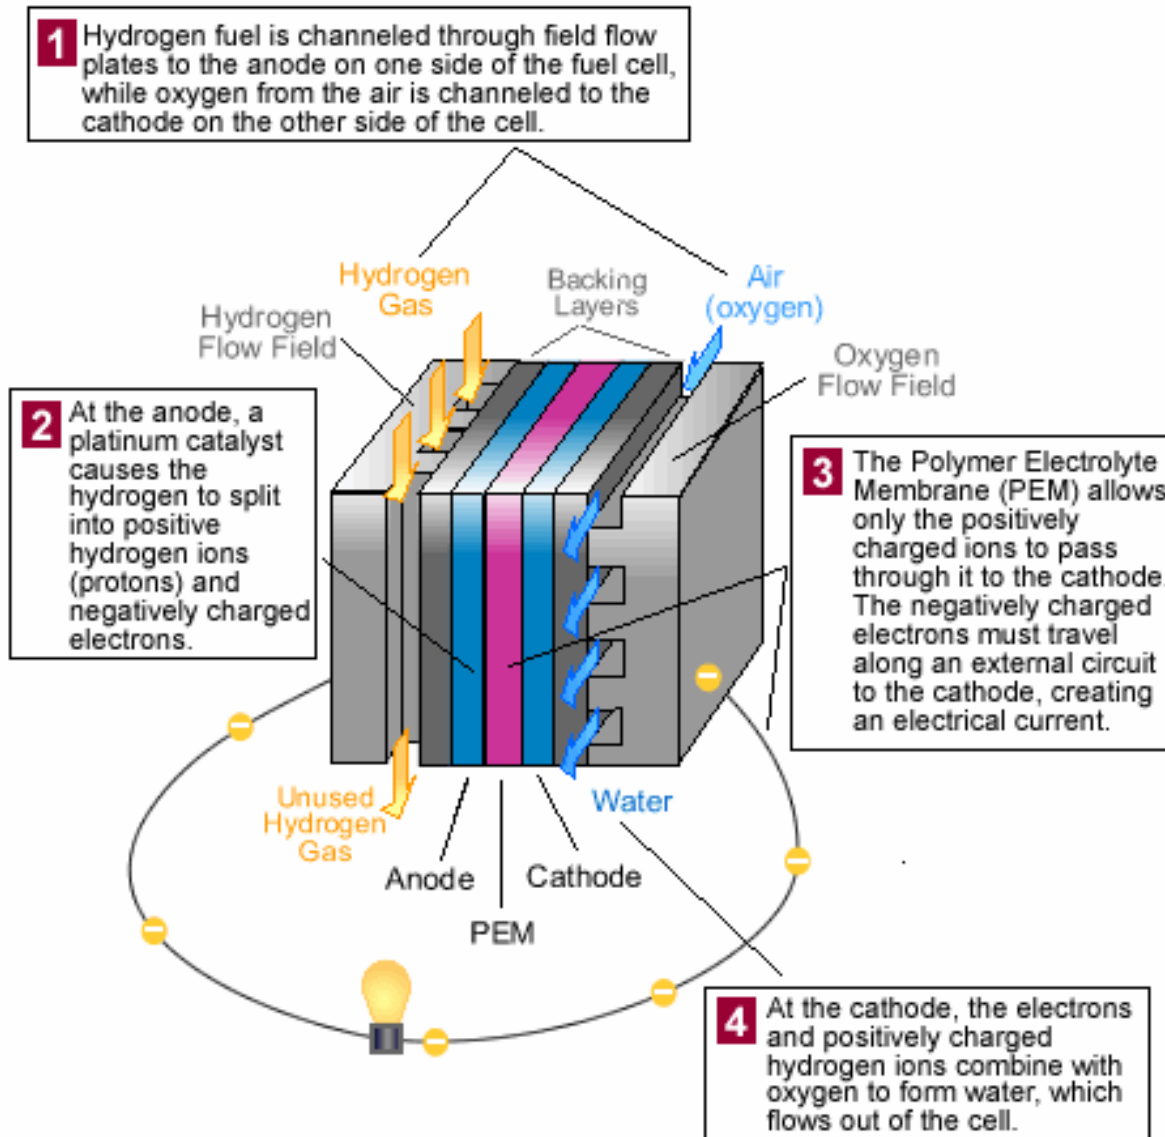 1 Hydrogen fuel is channeled through field flow
plates to the anode on one side of the fuel cell,
while oxygen from the air is channeled to the
cathode on the other side of the cell.
Hydrogen
Gas
Backing
Layers
Air
(oxygen)
Hydrogen
Flow Field
Oxygen
Flow Field
2 At the anode, a
platinum catalyst
causes the
hydrogen to split
into positive
hydrogen ions
(protons) and
negatively charged
electrons.
3 The Polymer Electrolyte
Membrane (PEM) allows
only the positively
charged ions to pass
through it to the cathode.
The negatively charged
electrons must travel
along an external circuit
to the cathode, creating
an electrical current.
Unused
Hydrogen
Gas
Water
Anode
Cathode
PEM
4 At the cathode, the electrons
and positively charged
hydrogen ions combine with
oxygen to form water, which
flows out of the cell.